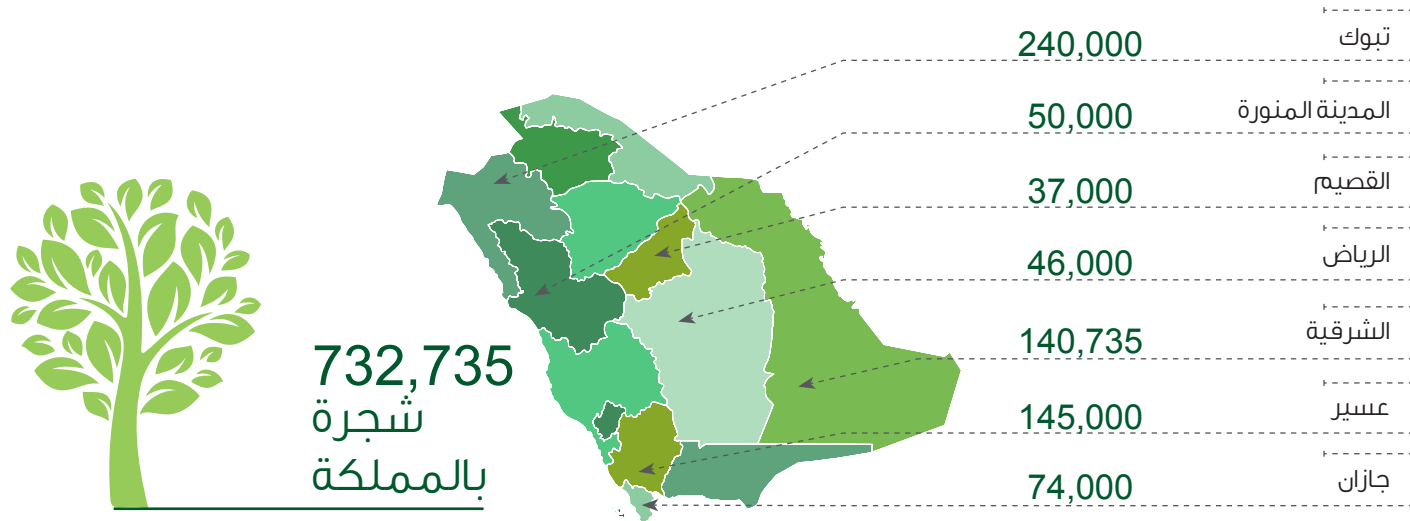 تبوك
240,000
المدينة المنورة
50,000
القصيم
37,000
الرياض
46,000
الشرقية
140,735
عسير
145,000
جازان
74,000
732,735
شجرة
بالمملكة